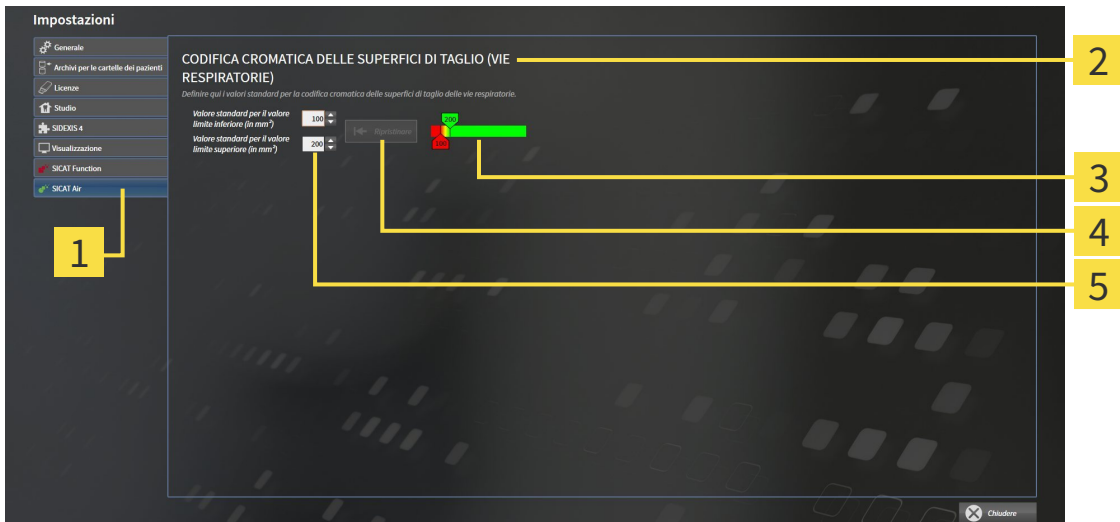 Impostazioni
Generale
Archivi per le cartelle dei pazienti
Licenze
Studio
SIDEXIS 4
Visualizzazione
SICAT Function
SICAT Air
CODIFICA CROMATICA DELLE SUPERFICI DI TAGLIO (VIE
RESPIRATORIE)
Definire qui i valori standard per la codifica cromatica delle superfici di taglio delle vie respiratorie.
Valore standard per il valore
limite inferiore (in mm²)
100
Valore standard per il valore
limite superiore (in mm²)
200
Ripristinare
200
100
Chiudere
1
2
3
4
5